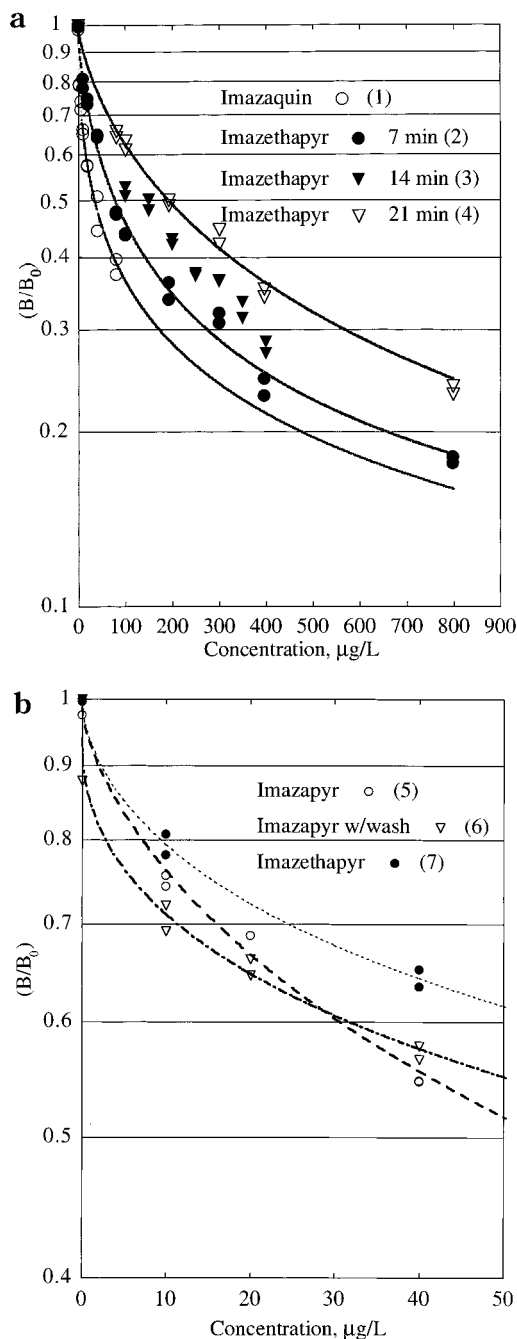 a
1
0.9
0.8
0.7
0.6
0.5
0.4
0.3
0.2
0.1
(B/B0)
Imazaquin ○ (1)
Imazethapyr ● 7 min (2)
Imazethapyr ▼ 14 min (3)
Imazethapyr ▽ 21 min (4)
0 100 200 300 400 500 600 700 800 900
Concentration, μg/L
b
1
0.9
0.8
0.7
0.6
0.5
0.4
(B/B0)
Imazapyr ○ (5)
Imazapyr w/wash ▽ (6)
Imazethapyr ● (7)
0 10 20 30 40 50
Concentration, μg/L